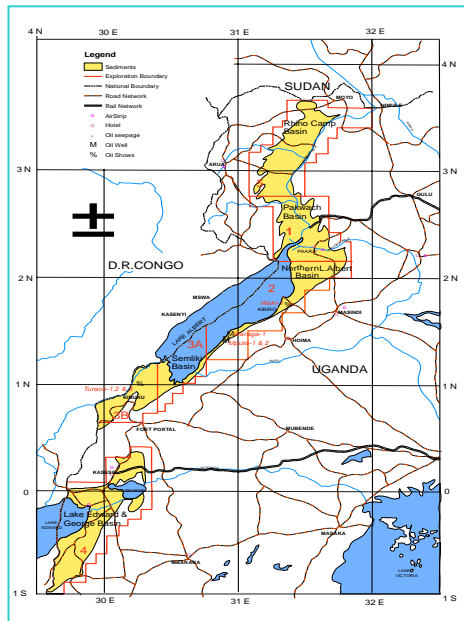 4 N
30 E
31 E
32 E
4 N
Legend
Sediments
Exploration Boundary
National Boundary
Road Network
Rail Network
AirStrip
Hotel
Oil seepage
M Oil Well
% Oil Shows
SUDAN
MOYO
NIMULE
Rhino Camp
Basin
ARUA
3 N
3 N
5
GULU
Pakwach
Basin
1
PAARA
D.R.CONGO
Northern L.Albert
Basin
2 N
2 N
2
MSWA
KASENYI
KIBIRO
MASINDI
LAKE ALBERT
3A
M
HOIMA
Semliki
Basin
UGANDA
%
1 N
1 N
3B
MUBENDE
FORT PORTAL
KASESE
0
0
Lake Edward &
George Basin
LAKE
EDWARD
MASAKA
4
MBARARA
LAKE
VICTORIA
1 S
1 S
30 E
31 E
32 E